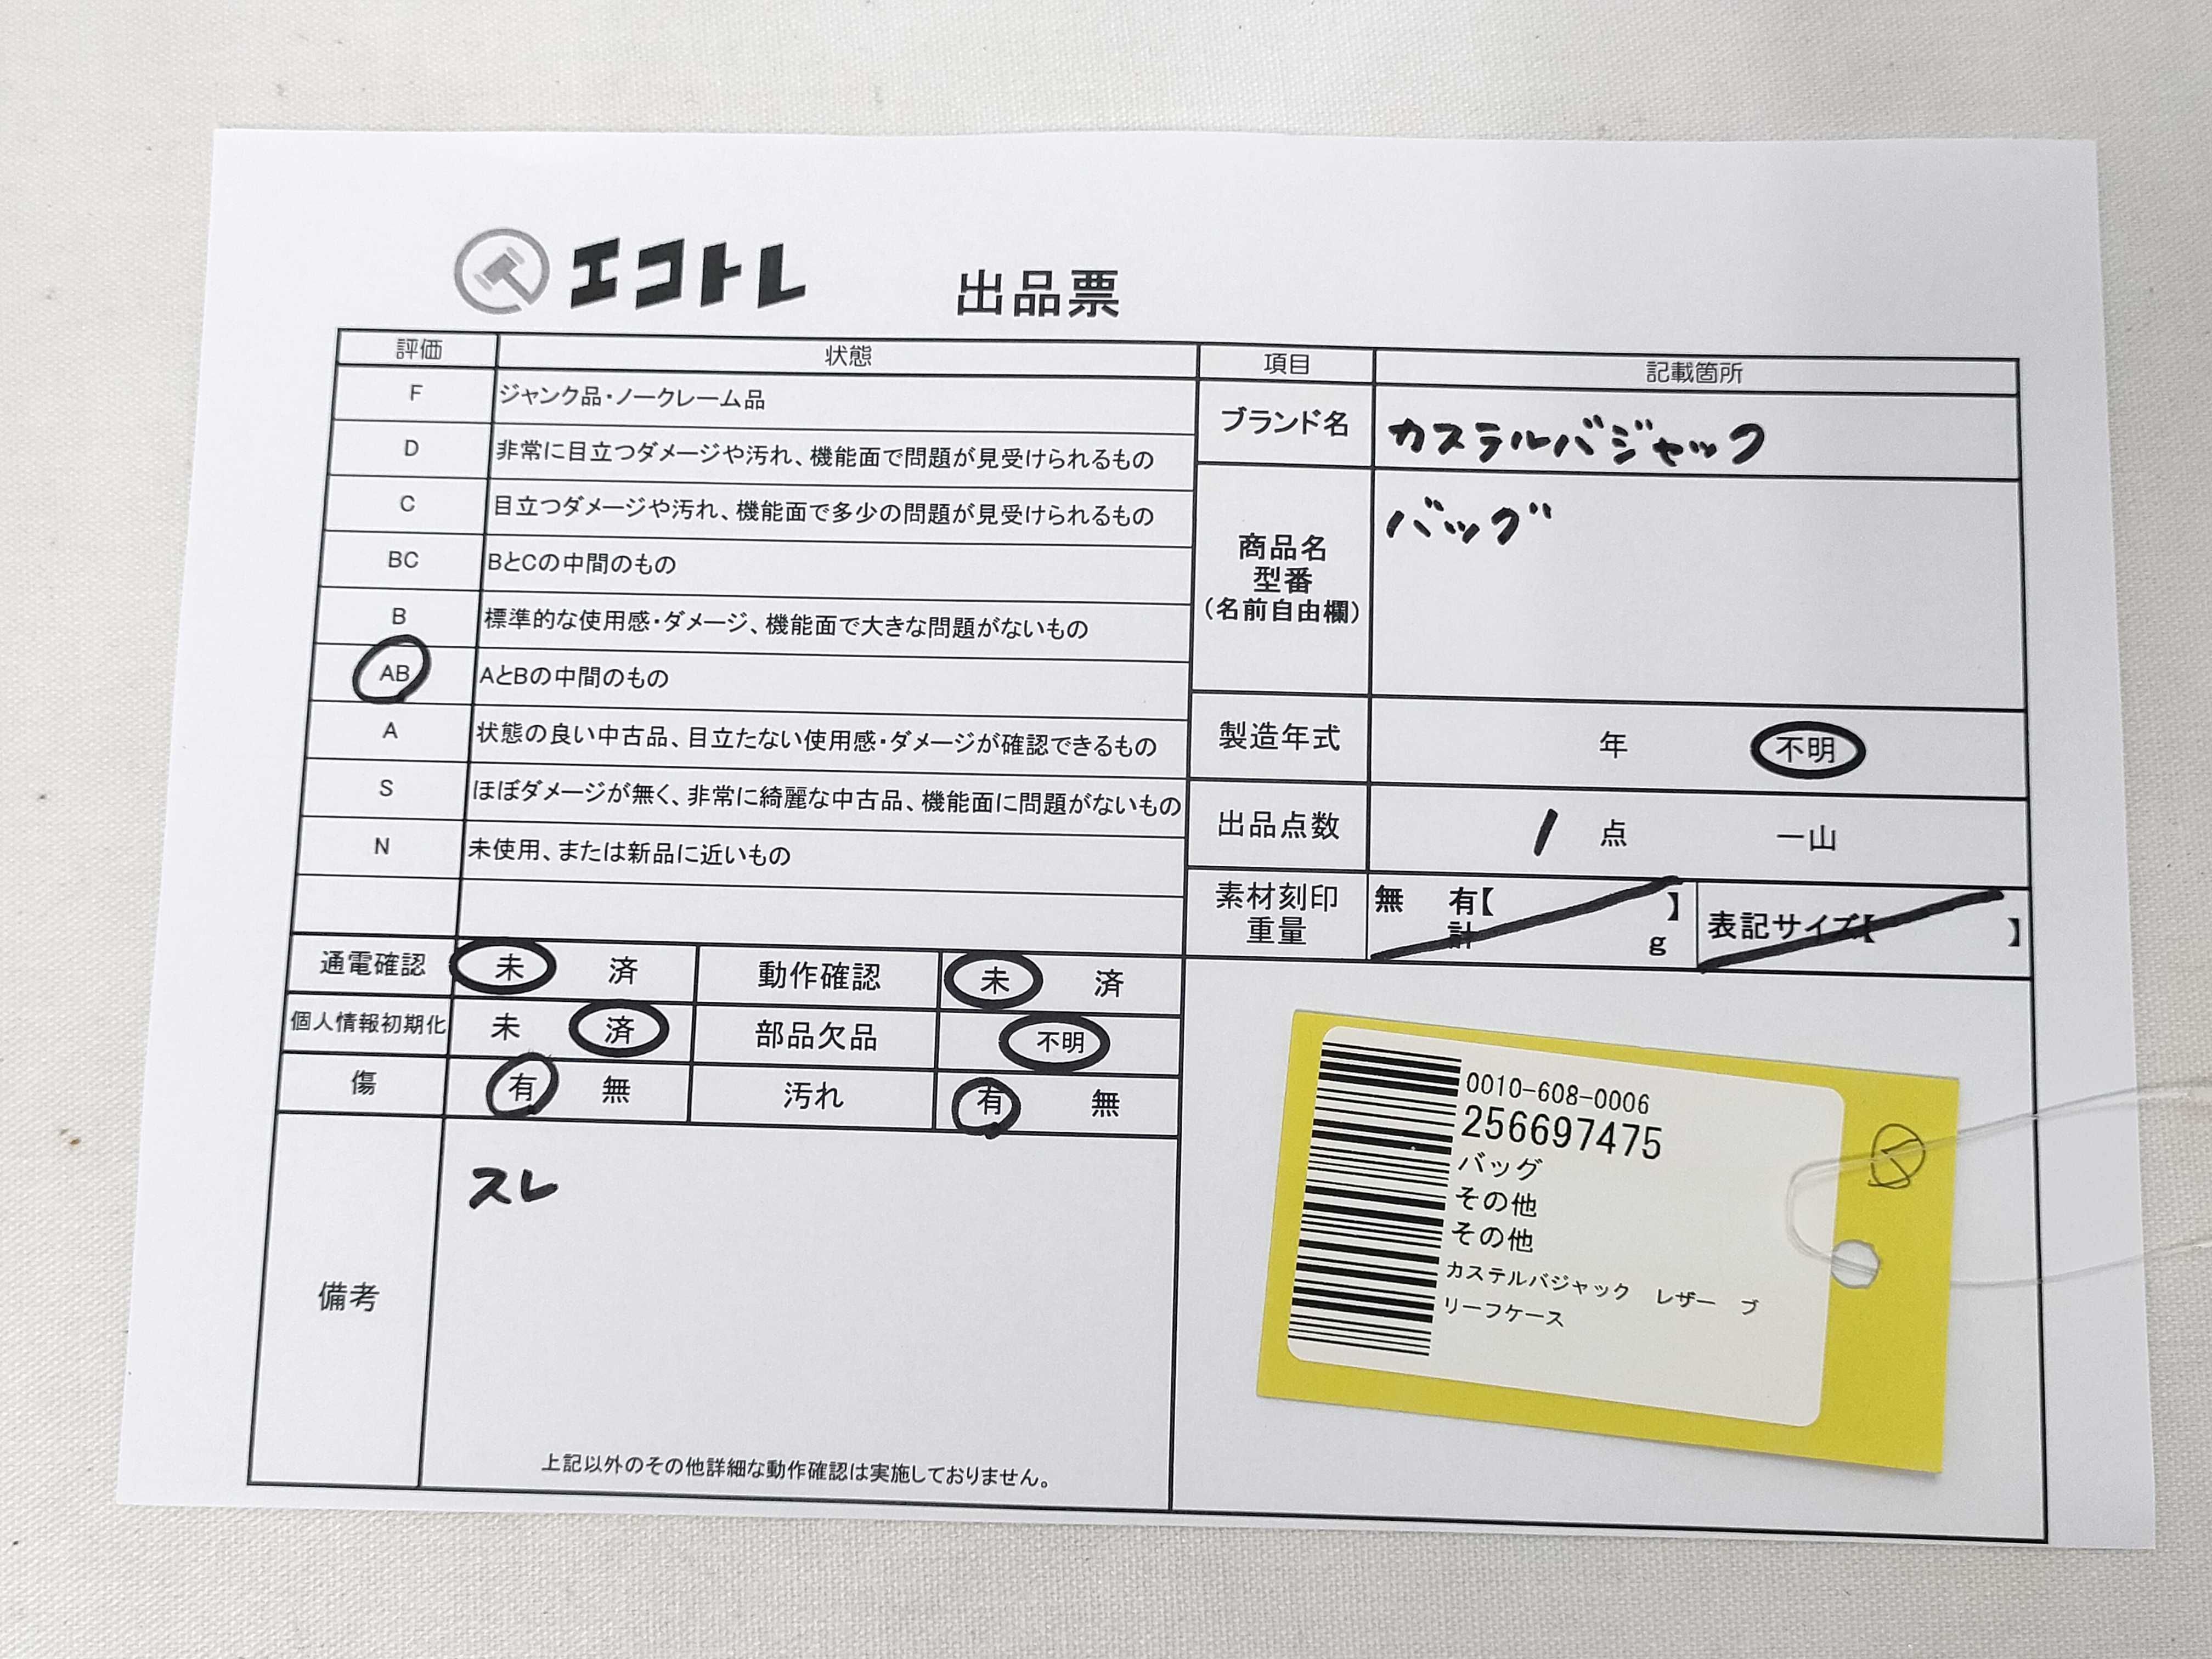 エコトレ 出品票
評価 状態
F ジャンク品・ノークレーム品
D 非常に目立つダメージや汚れ、機能面で問題が見受けられるもの
C 目立つダメージや汚れ、機能面で多少の問題が見受けられるもの
BC BとCの中間のもの
B 標準的な使用感・ダメージ、機能面で大きな問題がないもの
AB AとBの中間のもの
A 状態の良い中古品、目立たない使用感・ダメージが確認できるもの
S ほぼダメージが無く、非常に綺麗な中古品、機能面に問題がないもの
N 未使用、または新品に近いもの
通電確認 未 済 動作確認 未 済
個人情報初期化 未 済 部品欠品 不明
傷 有 無 汚れ 有 無
備考 スレ
上記以外のその他詳細な動作確認は実施しておりません。
項目 記載箇所
ブランド名 カステルバジャック
商品名
型番
(名前自由欄)
バッグ
製造年式 年 不明
出品点数 1 点 一山
素材刻印 無 有【 】
重量 計 g
表記サイズ【 】
0010-608-0006
256697475
バッグ
その他
その他
カステルバジャック レザー ブ
リーフケース